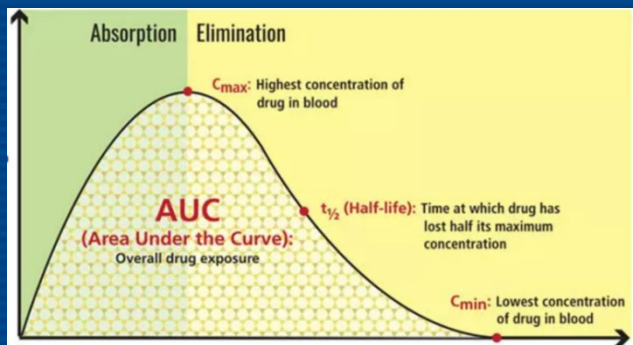 Absorption Elimination
Cmax: Highest concentration of
drug in blood
AUC
(Area Under the Curve):
Overall drug exposure
t½ (Half-life): Time at which drug has
lost half its maximum
concentration
Cmin: Lowest concentration
of drug in blood